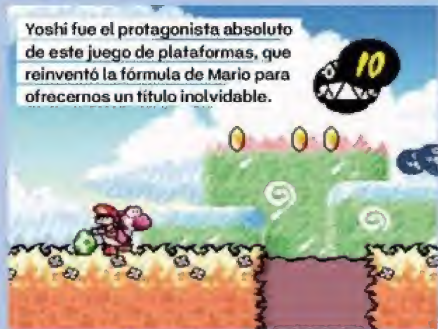 Yoshi fue el protagonista absoluto
de este juego de plataformas, que
reinventó la fórmula de Mario para
ofrecernos un título inolvidable.
10